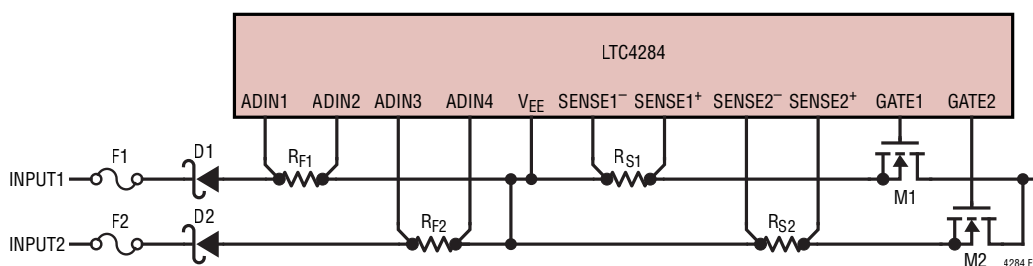 LTC4284
ADIN1 ADIN2 ADIN3 ADIN4 VEE SENSE1– SENSE1+ SENSE2– SENSE2+ GATE1 GATE2
F1 D1 RF1 RS1
INPUT1
M1
F2 D2 RF2 RS2
INPUT2
M2
4284 F